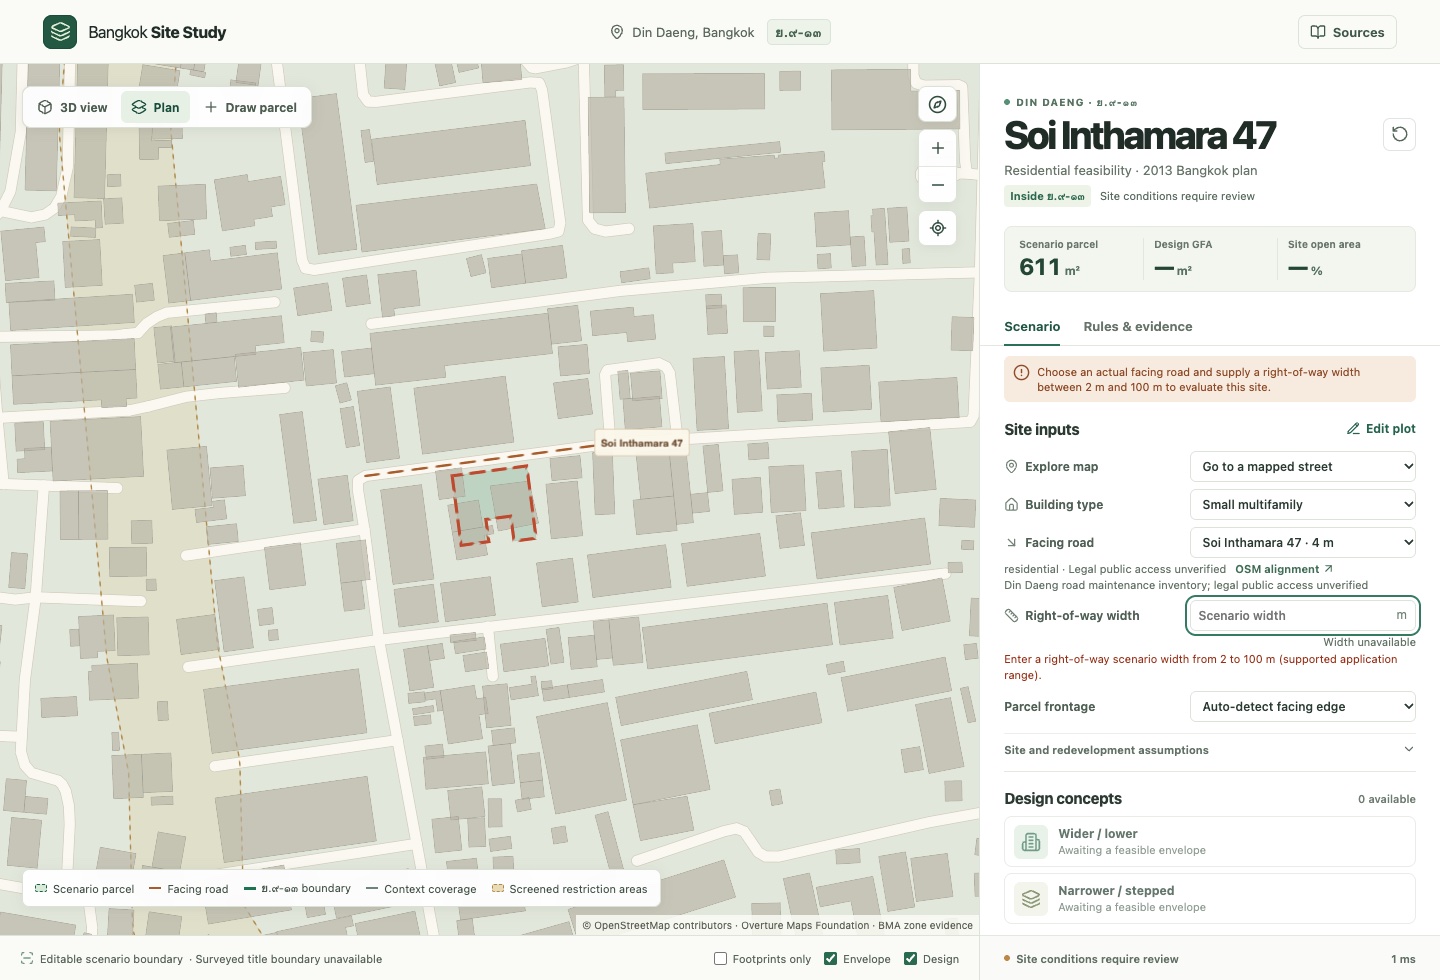 Bangkok Site Study
Din Daeng, Bangkok ย.๙-๑๓
Sources
3D view
Plan
Draw parcel
Soi Inthamara 47
Scenario parcel
Facing road
ย.๙-๑๓ boundary
Context coverage
Screened restriction areas
© OpenStreetMap contributors · Overture Maps Foundation · BMA zone evidence
Editable scenario boundary · Surveyed title boundary unavailable
Footprints only
Envelope
Design
DIN DAENG · ย.๙-๑๓
Soi Inthamara 47
Residential feasibility · 2013 Bangkok plan
Inside ย.๙-๑๓ Site conditions require review
Scenario parcel
611 m²
Design GFA
— m²
Site open area
— %
Scenario
Rules & evidence
Choose an actual facing road and supply a right-of-way width
between 2 m and 100 m to evaluate this site.
Site inputs
Edit plot
Explore map
Go to a mapped street
Building type
Small multifamily
Facing road
Soi Inthamara 47 · 4 m
residential · Legal public access unverified OSM alignment
Din Daeng road maintenance inventory; legal public access unverified
Right-of-way width
Scenario width m
Width unavailable
Enter a right-of-way scenario width from 2 to 100 m (supported application
range).
Parcel frontage
Auto-detect facing edge
Site and redevelopment assumptions
Design concepts
0 available
Wider / lower
Awaiting a feasible envelope
Narrower / stepped
Awaiting a feasible envelope
Site conditions require review
1 ms